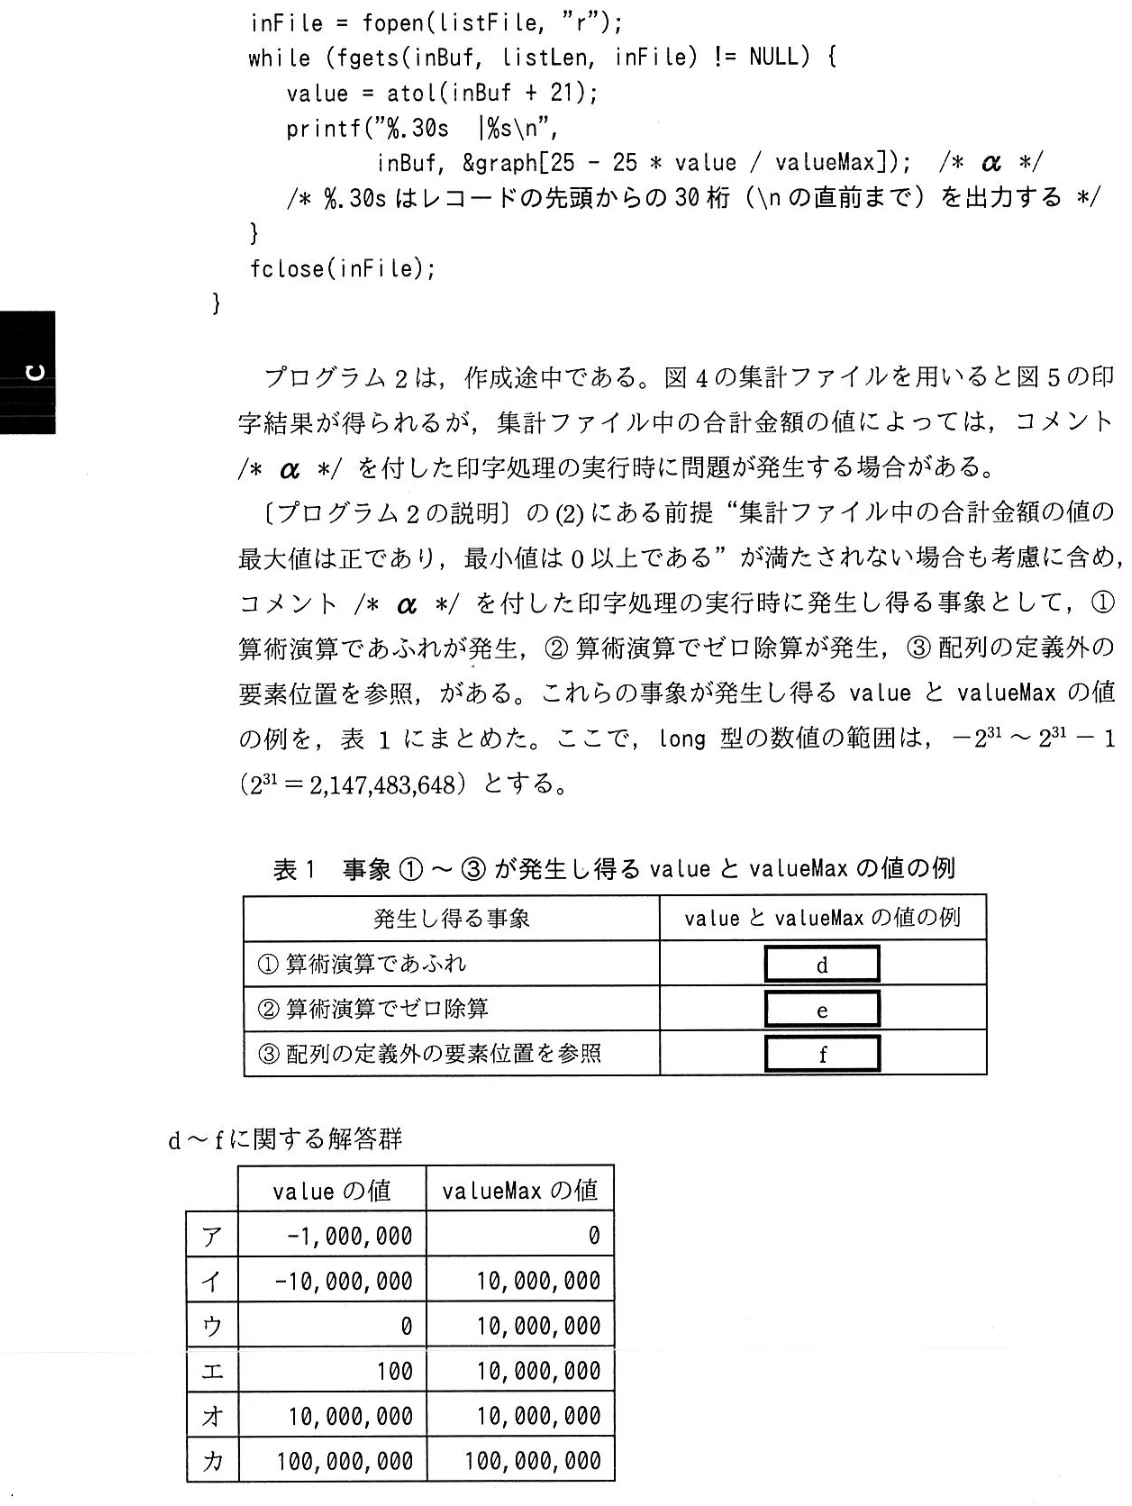 inFile = fopen(listFile, ”r”);
while (fgets(inBuf, listLen, inFile) != NULL) {
value = atol(inBuf + 21);
printf(”%.30s |%s\n”,
inBuf, &graph[25 - 25 * value / valueMax]); /* α */
/* %.30s はレコードの先頭からの 30 桁（\n の直前まで）を出力する */
}
fclose(inFile);
}
C
プログラム 2 は，作成途中である。図 4 の集計ファイルを用いると図 5 の印
字結果が得られるが，集計ファイル中の合計金額の値によっては，コメント
/* α */ を付した印字処理の実行時に問題が発生する場合がある。
〔プログラム 2 の説明〕の (2) にある前提“集計ファイル中の合計金額の値の
最大値は正であり，最小値は 0 以上である”が満たされない場合も考慮に含め，
コメント /* α */ を付した印字処理の実行時に発生し得る事象として，①
算術演算であふれが発生，② 算術演算でゼロ除算が発生，③ 配列の定義外の
要素位置を参照，がある。これらの事象が発生し得る value と valueMax の値
の例を，表 1 にまとめた。ここで，long 型の数値の範囲は，－2³¹ ～ 2³¹ － 1
（2³¹ ＝ 2,147,483,648）とする。
表 1 事象 ① ～ ③ が発生し得る value と valueMax の値の例
発生し得る事象 value と valueMax の値の例
① 算術演算であふれ d
② 算術演算でゼロ除算 e
③ 配列の定義外の要素位置を参照 f
d ～ f に関する解答群
value の値 valueMax の値
ア -1,000,000 0
イ -10,000,000 10,000,000
ウ 0 10,000,000
エ 100 10,000,000
オ 10,000,000 10,000,000
カ 100,000,000 100,000,000